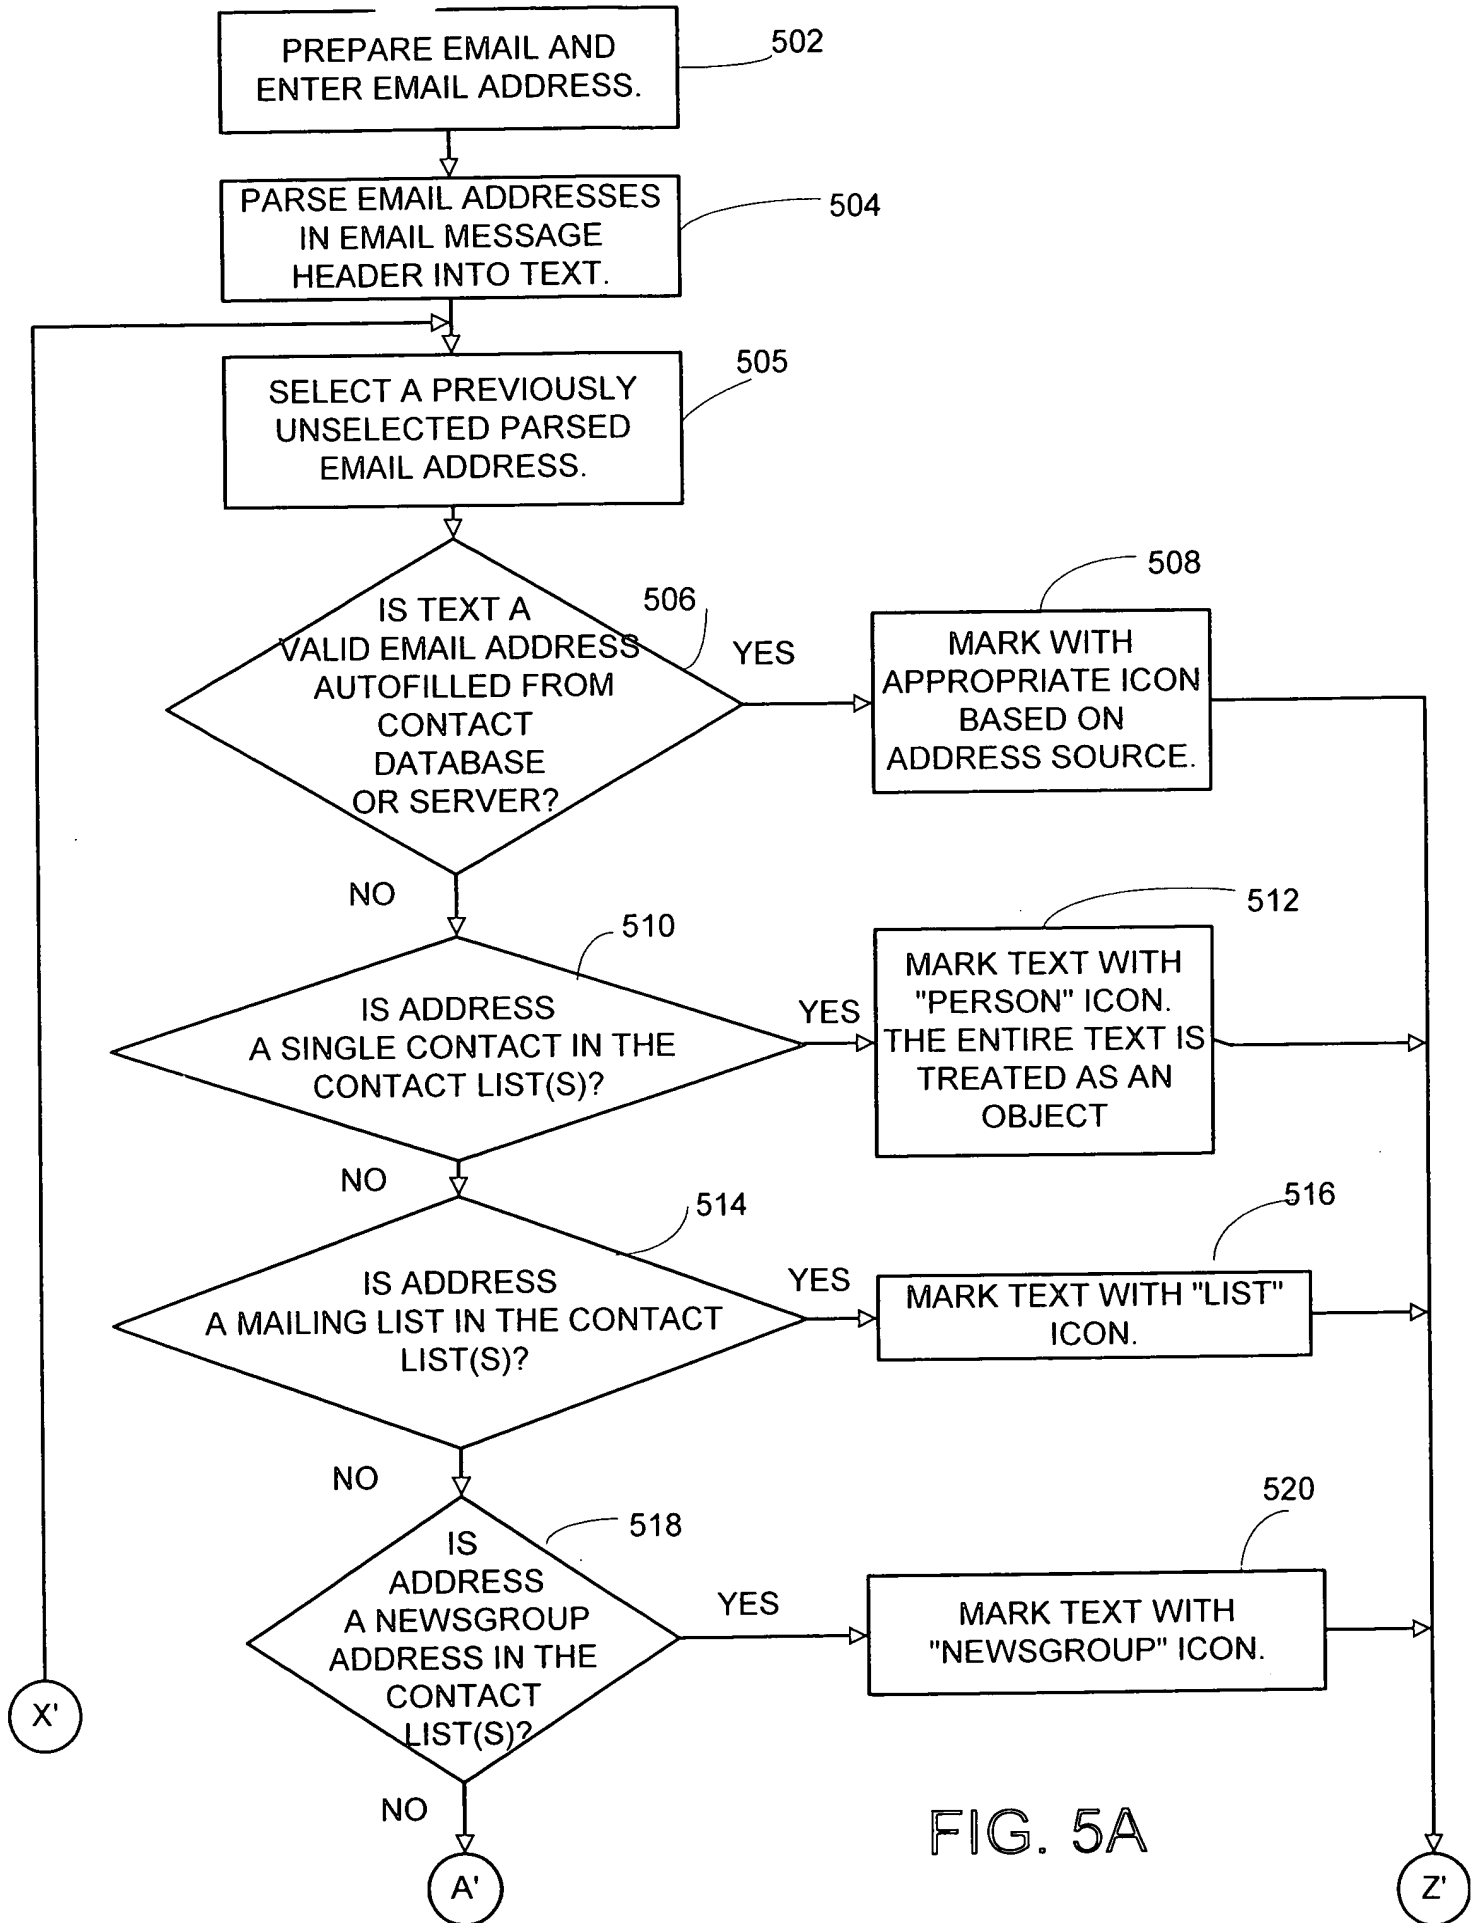 PREPARE EMAIL AND
ENTER EMAIL ADDRESS.
502
PARSE EMAIL ADDRESSES
IN EMAIL MESSAGE
HEADER INTO TEXT.
504
SELECT A PREVIOUSLY
UNSELECTED PARSED
EMAIL ADDRESS.
505
IS TEXT A
VALID EMAIL ADDRESS
AUTOFILLED FROM
CONTACT
DATABASE
OR SERVER?
506
YES
MARK WITH
APPROPRIATE ICON
BASED ON
ADDRESS SOURCE.
508
NO
IS ADDRESS
A SINGLE CONTACT IN THE
CONTACT LIST(S)?
510
YES
MARK TEXT WITH
"PERSON" ICON.
THE ENTIRE TEXT IS
TREATED AS AN
OBJECT
512
NO
IS ADDRESS
A MAILING LIST IN THE CONTACT
LIST(S)?
514
YES
MARK TEXT WITH "LIST"
ICON.
516
NO
IS
ADDRESS
A NEWSGROUP
ADDRESS IN THE
CONTACT
LIST(S)?
518
YES
MARK TEXT WITH
"NEWSGROUP" ICON.
520
NO
X'
A'
Z'
FIG. 5A